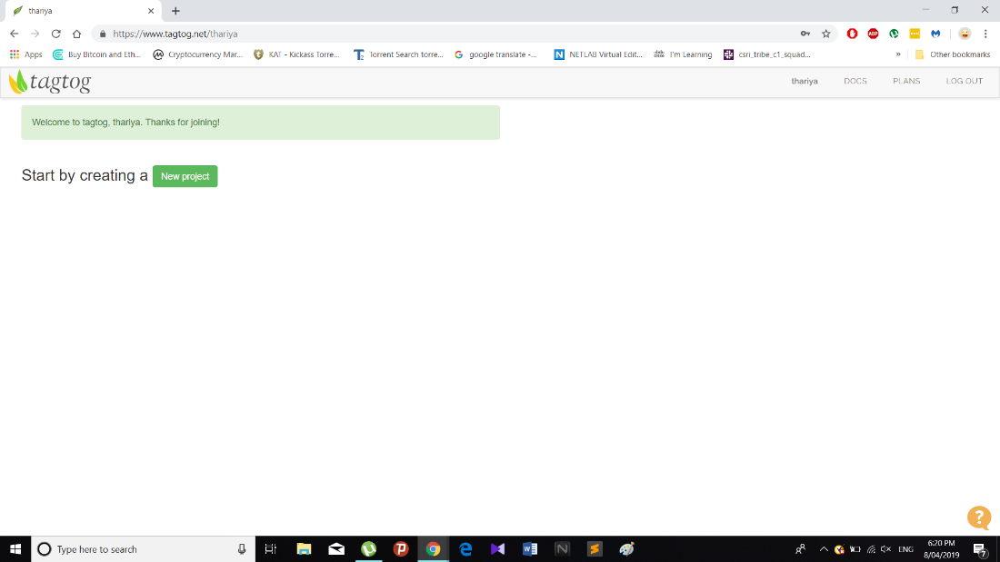 thariya
https://www.tagtog.net/thariya
Apps Buy Bitcoin and Eth... Cryptocurrency Mar... KAT - Kickass Torre... Torrent Search torre... google translate -... NETLAB Virtual Edit... I'm Learning csri_tribe_c1_squad... » Other bookmarks
tagtog thariya DOCS PLANS LOG OUT
Welcome to tagtog, thariya. Thanks for joining!
Start by creating a New project
?
Type here to search
ENG
6:20 PM
8/04/2019
7